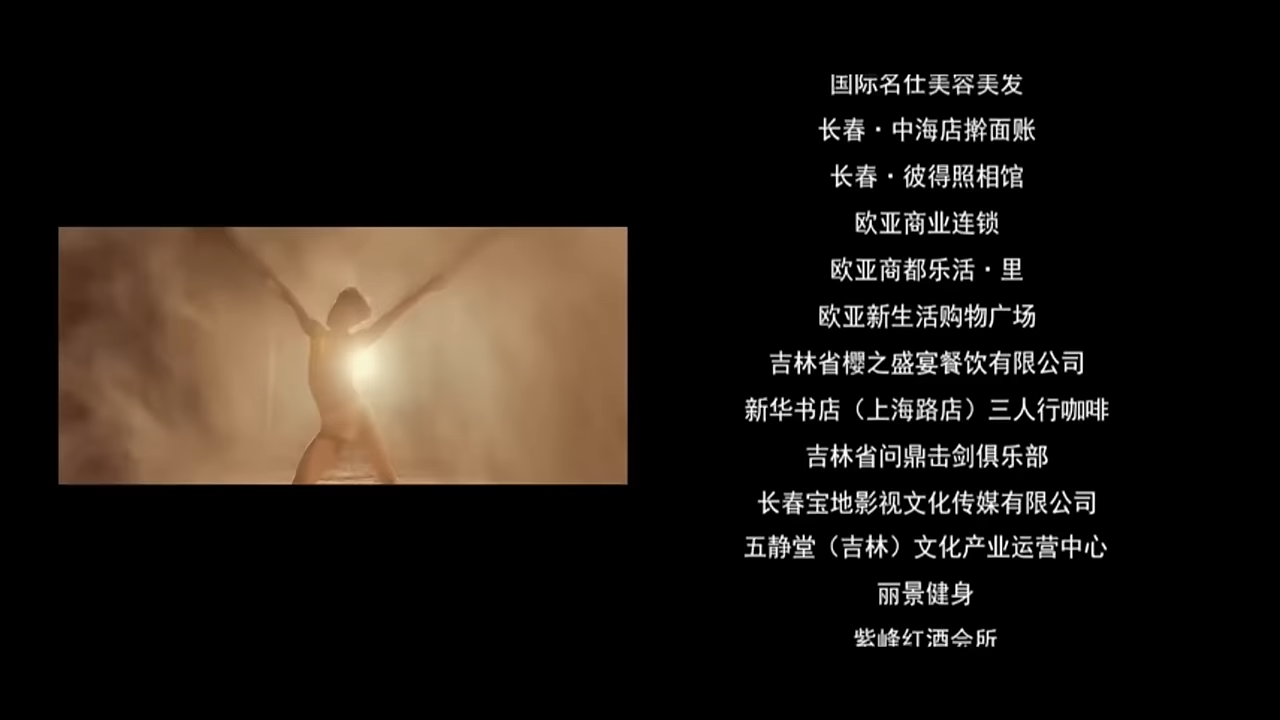 国际名仕美容美发
长春·中海店擀面账
长春·彼得照相馆
欧亚商业连锁
欧亚商都乐活·里
欧亚新生活购物广场
吉林省樱之盛宴餐饮有限公司
新华书店（上海路店）三人行咖啡
吉林省问鼎击剑俱乐部
长春宝地影视文化传媒有限公司
五静堂（吉林）文化产业运营中心
丽景健身
紫峰红酒会所